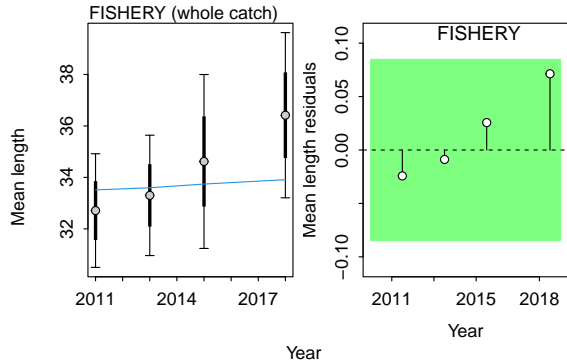 FISHERY (whole catch)
Mean length
32
34
36
38
2011
2014
2017
Year
FISHERY
Mean length residuals
−0.10
0.00
0.05
0.10
2011
2015
2018
Year